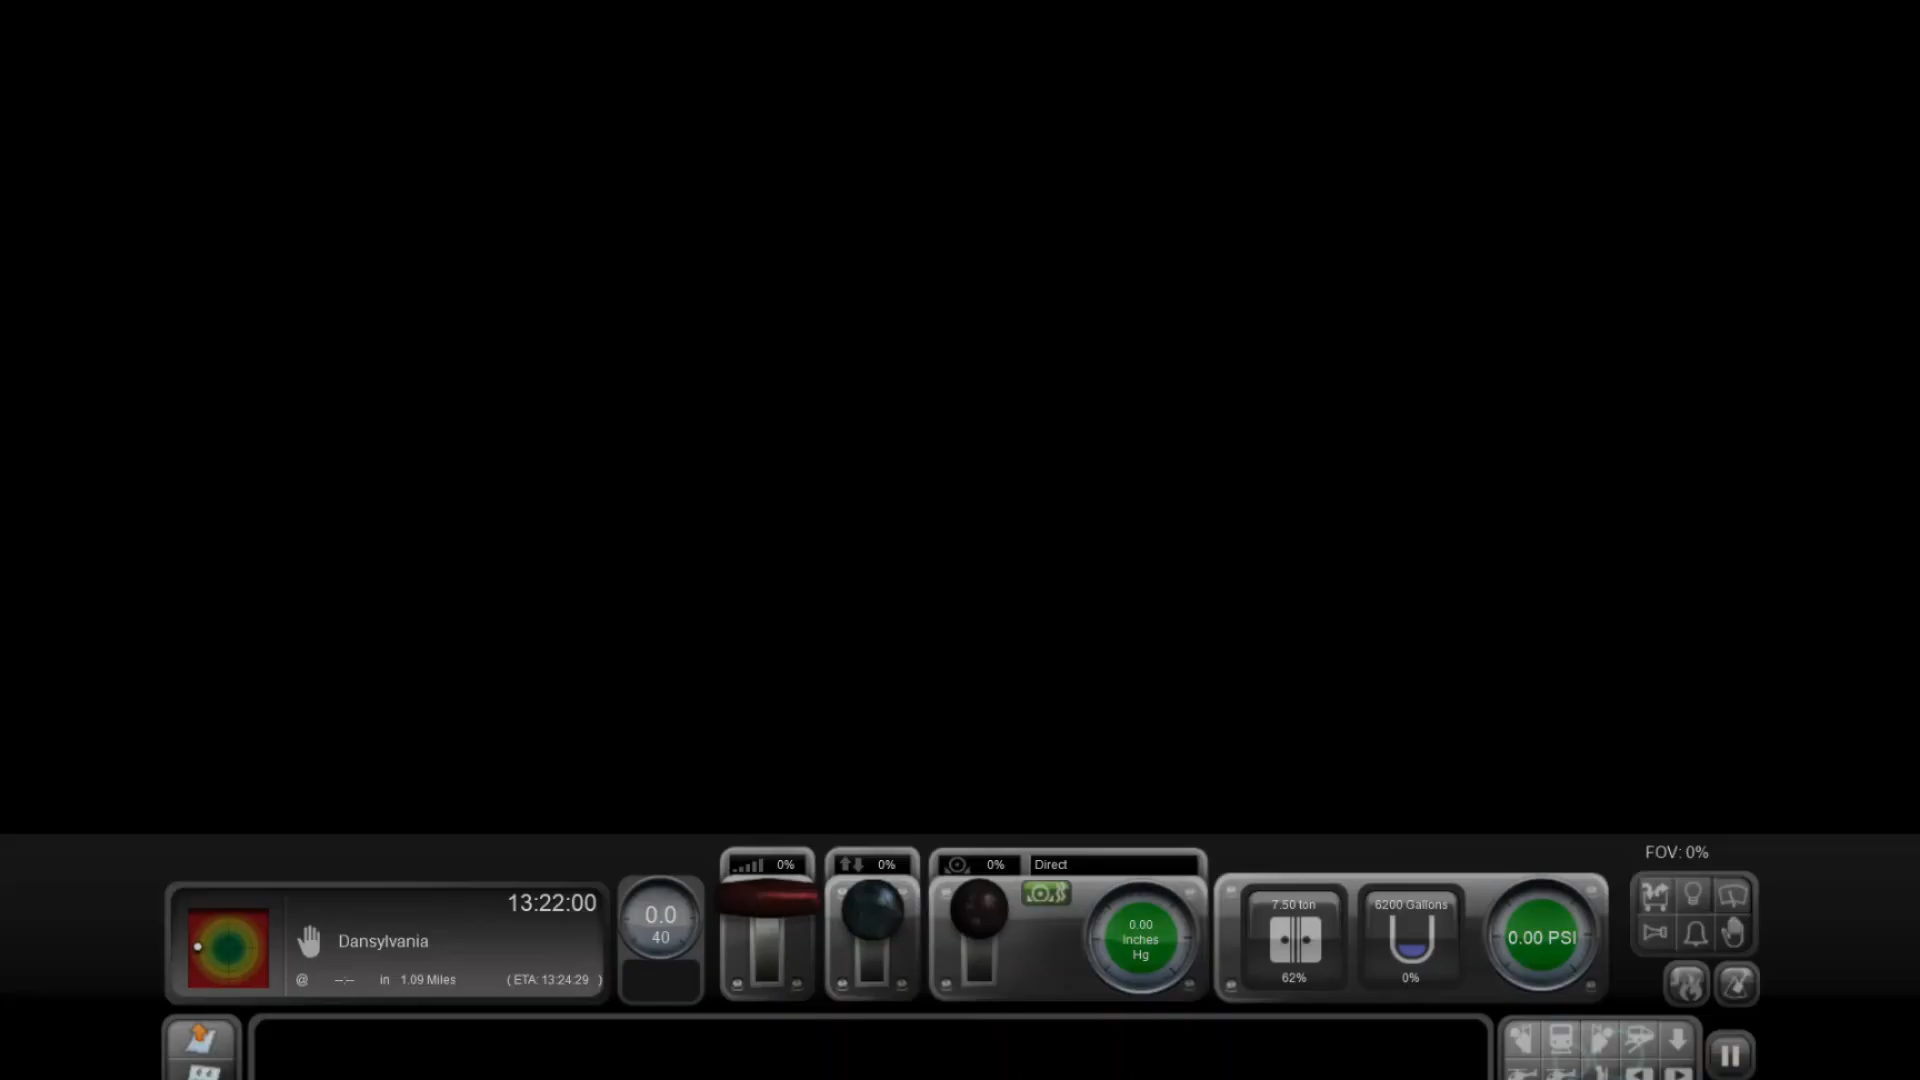 FOV: 0%
0%
0%
0%
Direct
13:22:00
Dansylvania
@ --:-- in 1.09 Miles ( ETA: 13:24:29 )
0.0
40
0.00
Inches
Hg
7.50 ton
62%
6200 Gallons
0%
0.00 PSI